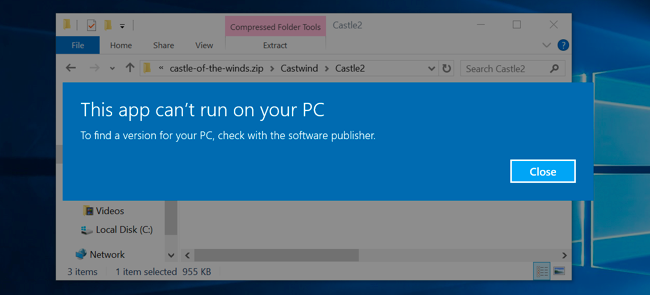 Compressed Folder Tools
Castle2
File
Home
Share
View
Extract
« castle-of-the-winds.zip › Castwind › Castle2
Search Castle2
This app can't run on your PC
To find a version for your PC, check with the software publisher.
Close
Videos
Local Disk (C:)
Network
3 items
1 item selected 955 KB